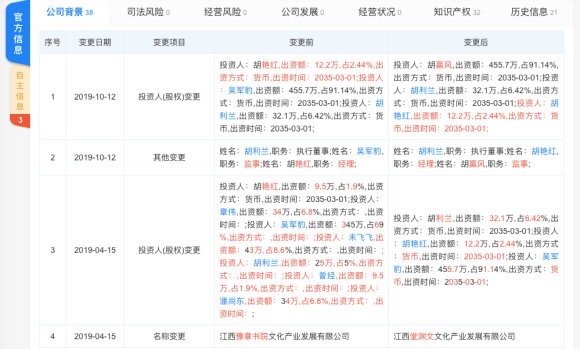 公司背景 38 司法风险 0 经营风险 0 公司发展 0 经营状况 0 知识产权 32 历史信息 21
官方信息
自主信息
3
序号 变更日期 变更项目 变更前 变更后
1 2019-10-12 投资人(股权)变更
投资人：胡艳红,出资额：12.2万,占2.44%,出
资方式：货币,出资时间：2035-03-01;投资人：
吴军豹,出资额：455.7万,占91.14%,出资方
式：货币,出资时间：2035-03-01;投资人：胡
利兰,出资额：32.1万,占6.42%,出资方式：货
币,出资时间：2035-03-01;
投资人：胡赢风,出资额：455.7万,占91.14%,
出资方式：货币,出资时间：2035-03-01;投资
人：胡利兰,出资额：32.1万,占6.42%,出资方
式：货币,出资时间：2035-03-01;投资人：胡
艳红,出资额：12.2万,占2.44%,出资方式：货
币,出资时间：2035-03-01;
2 2019-10-12 其他变更
姓名：胡利兰,职务：执行董事;姓名：吴军豹,
职务：监事;姓名：胡艳红,职务：经理;
姓名：胡利兰,职务：执行董事;姓名：胡艳红,
职务：经理;姓名：胡赢风,职务：监事;
3 2019-04-15 投资人(股权)变更
投资人：胡艳红,出资额：9.5万,占1.9%,出资
方式：货币,出资时间：2035-03-01;投资人：
章伟,出资额：34万,占6.8%,出资方式：,出资
时间：;投资人：吴军豹,出资额：345万,占69
%,出资方式：,出资时间：;投资人：朱飞飞,出
资额：43万,占8.6%,出资方式：,出资时间：;
投资人：胡利兰,出资额：25万,占5%,出资方
式：,出资时间：;投资人：曾经,出资额：9.5
万,占1.9%,出资方式：,出资时间：;投资人：
潘尚东,出资额：34万,占6.8%,出资方式：,出
资时间：;
投资人：胡利兰,出资额：32.1万,占6.42%,出
资方式：货币,出资时间：2035-03-01;投资
人：胡艳红,出资额：12.2万,占2.44%,出资方
式：货币,出资时间：2035-03-01;投资人：吴军
豹,出资额：455.7万,占91.14%,出资方式：货
币,出资时间：2035-03-01;
4 2019-04-15 名称变更 江西豫章书院文化产业发展有限公司 江西堂渊文化产业发展有限公司